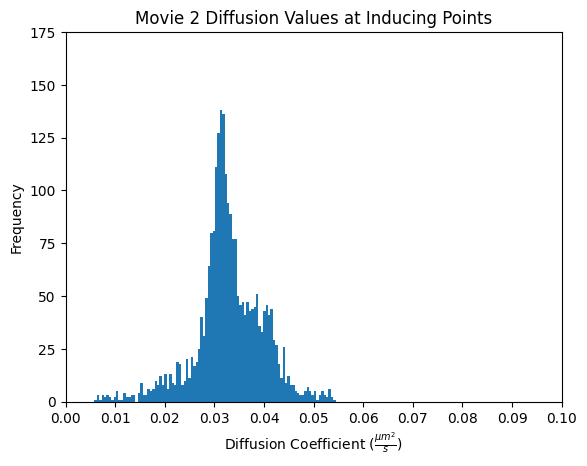 Movie 2 Diffusion Values at Inducing Points
175
150
125
100
75
50
25
0
Frequency
0.00 0.01 0.02 0.03 0.04 0.05 0.06 0.07 0.08 0.09 0.10
Diffusion Coefficient (μm²/s)